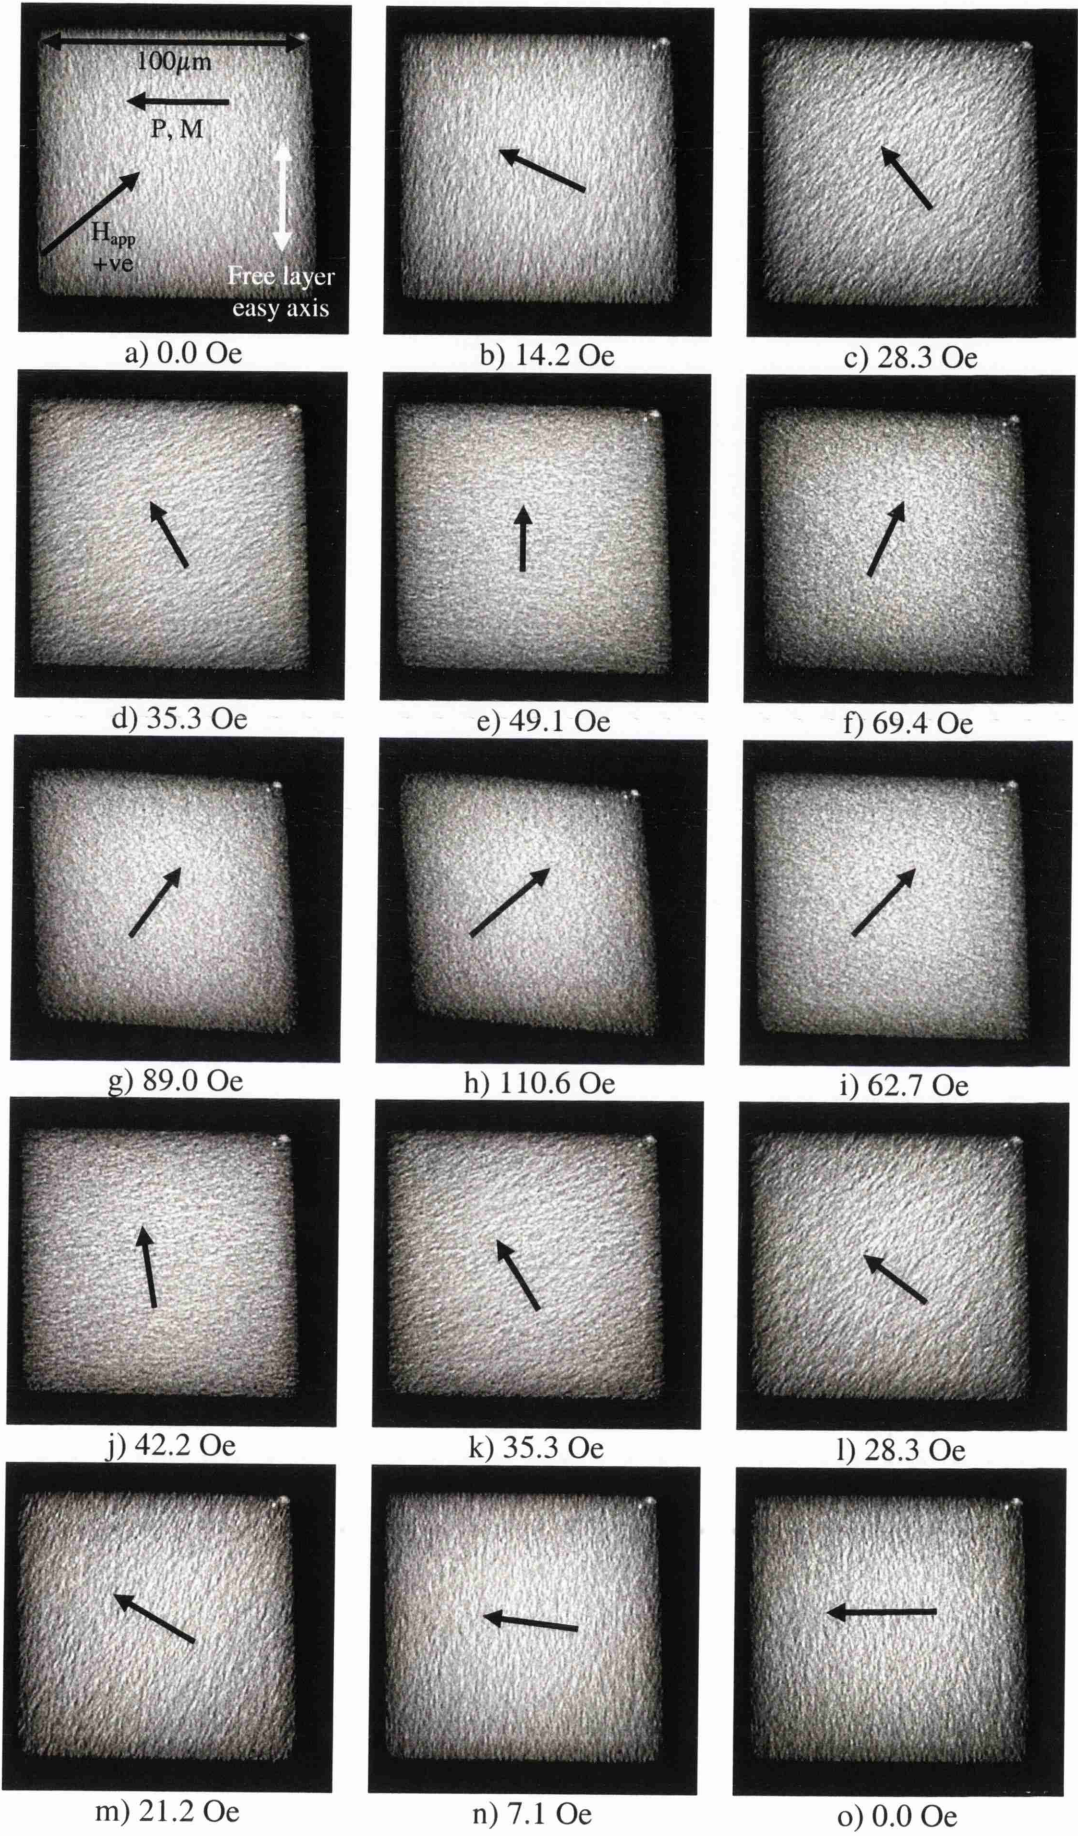 100μm
P, M
H_app
+ve
Free layer
easy axis
a) 0.0 Oe
b) 14.2 Oe
c) 28.3 Oe
d) 35.3 Oe
e) 49.1 Oe
f) 69.4 Oe
g) 89.0 Oe
h) 110.6 Oe
i) 62.7 Oe
j) 42.2 Oe
k) 35.3 Oe
l) 28.3 Oe
m) 21.2 Oe
n) 7.1 Oe
o) 0.0 Oe